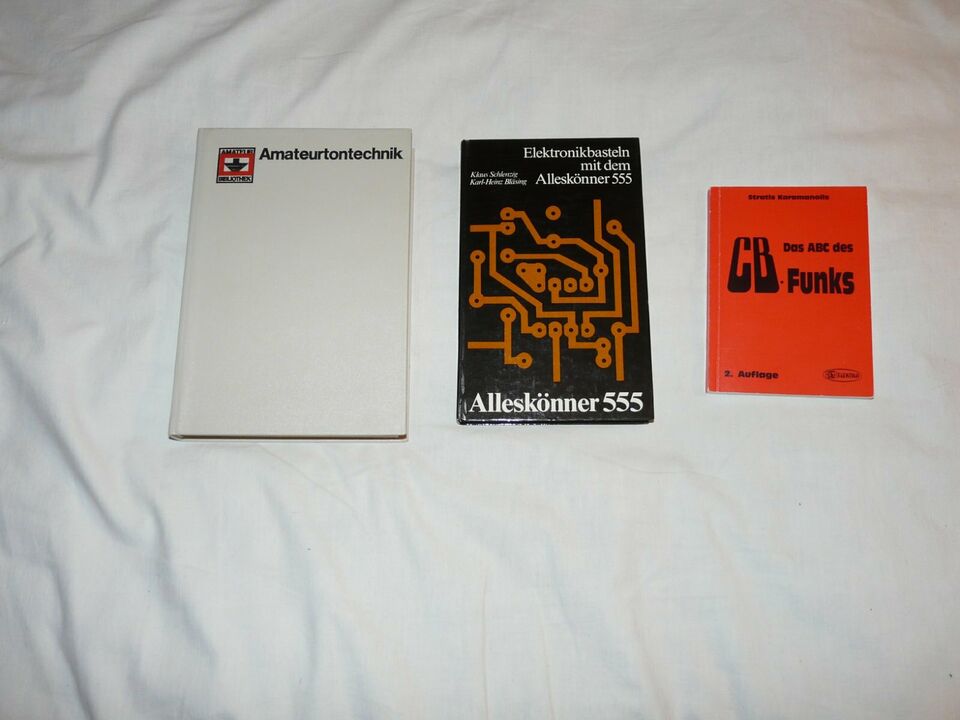 AMATEUR
BIBLIOTHEK
Amateurtontechnik
Elektronikbasteln
mit dem
Alleskönner 555
Klaus Schlenzig
Karl-Heinz Bläsing
Alleskönner 555
Stratis Karamanolis
CB
Das ABC des
-Funks
2. Auflage